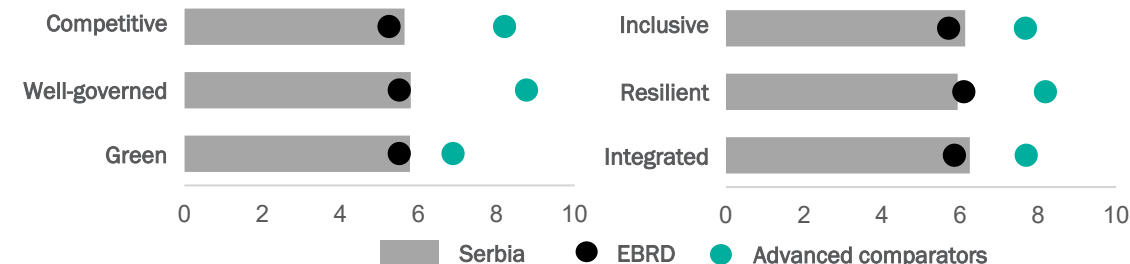 Competitive
Well-governed
Green
0 2 4 6 8 10
Inclusive
Resilient
Integrated
0 2 4 6 8 10
Serbia EBRD Advanced comparators